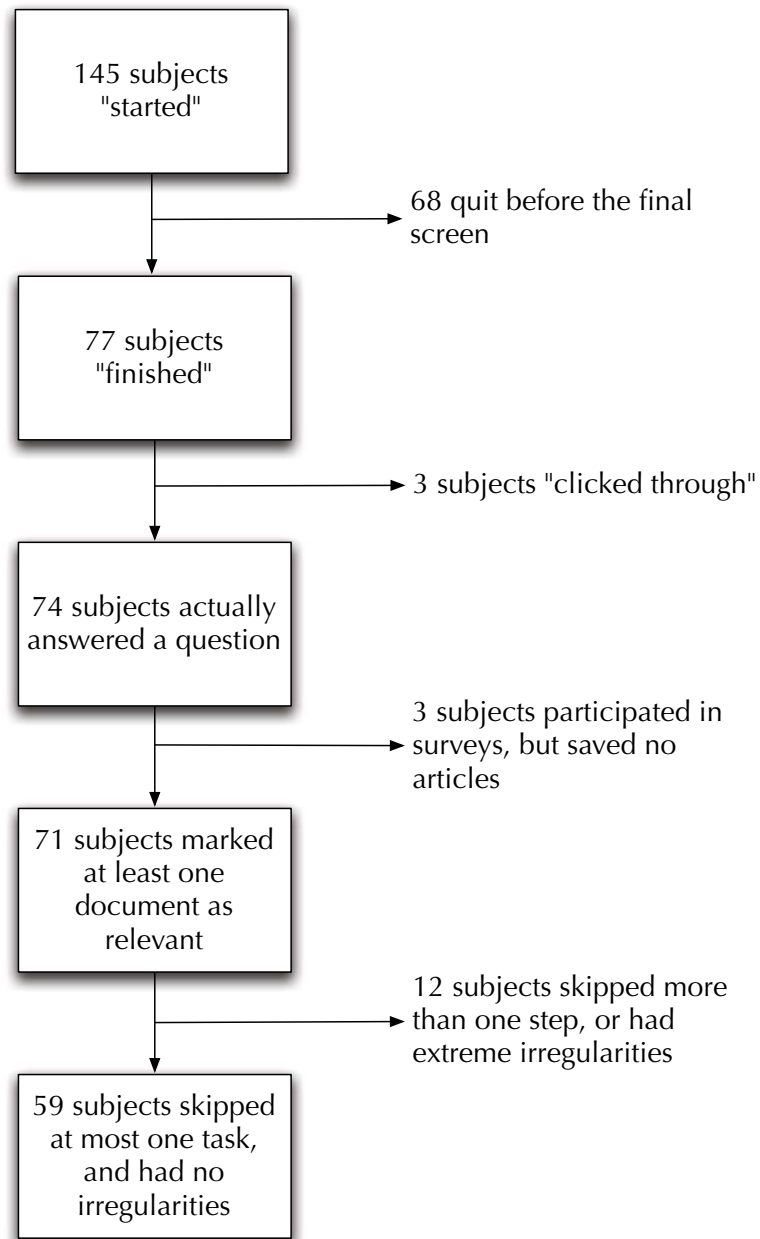 145 subjects
"started"
68 quit before the final
screen
77 subjects
"finished"
3 subjects "clicked through"
74 subjects actually
answered a question
3 subjects participated in
surveys, but saved no
articles
71 subjects marked
at least one
document as
relevant
12 subjects skipped more
than one step, or had
extreme irregularities
59 subjects skipped
at most one task,
and had no
irregularities